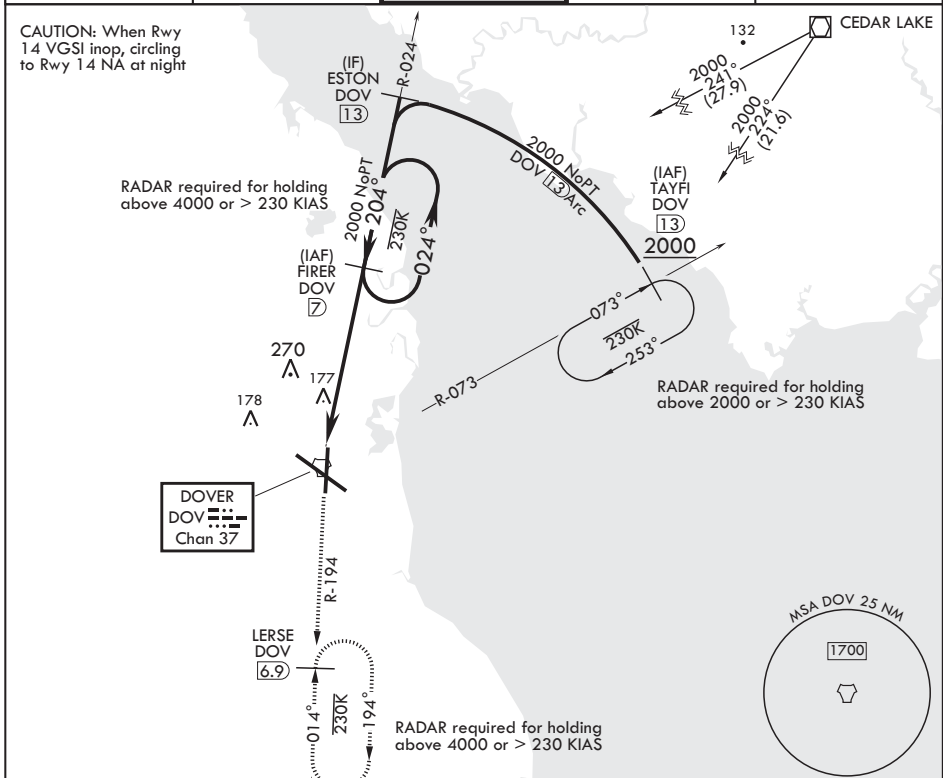 CAUTION: When Rwy
14 VGSI inop, circling
to Rwy 14 NA at night
(IF)
ESTON
DOV
13
R-024
132
CEDAR LAKE
2000
241°
(27.9)
2000
224°
(21.6)
2000 NoPT
DOV 13 Arc
(IAF)
TAYFI
DOV
13
2000
RADAR required for holding
above 4000 or > 230 KIAS
2000 NoPT
204°
230K
024°
(IAF)
FIRER
DOV
7
073°
230K
253°
R-073
RADAR required for holding
above 2000 or > 230 KIAS
270
177
178
DOVER
DOV
Chan 37
R-194
LERSE
DOV
6.9
014°
230K
194°
RADAR required for holding
above 4000 or > 230 KIAS
MSA DOV 25 NM
1700